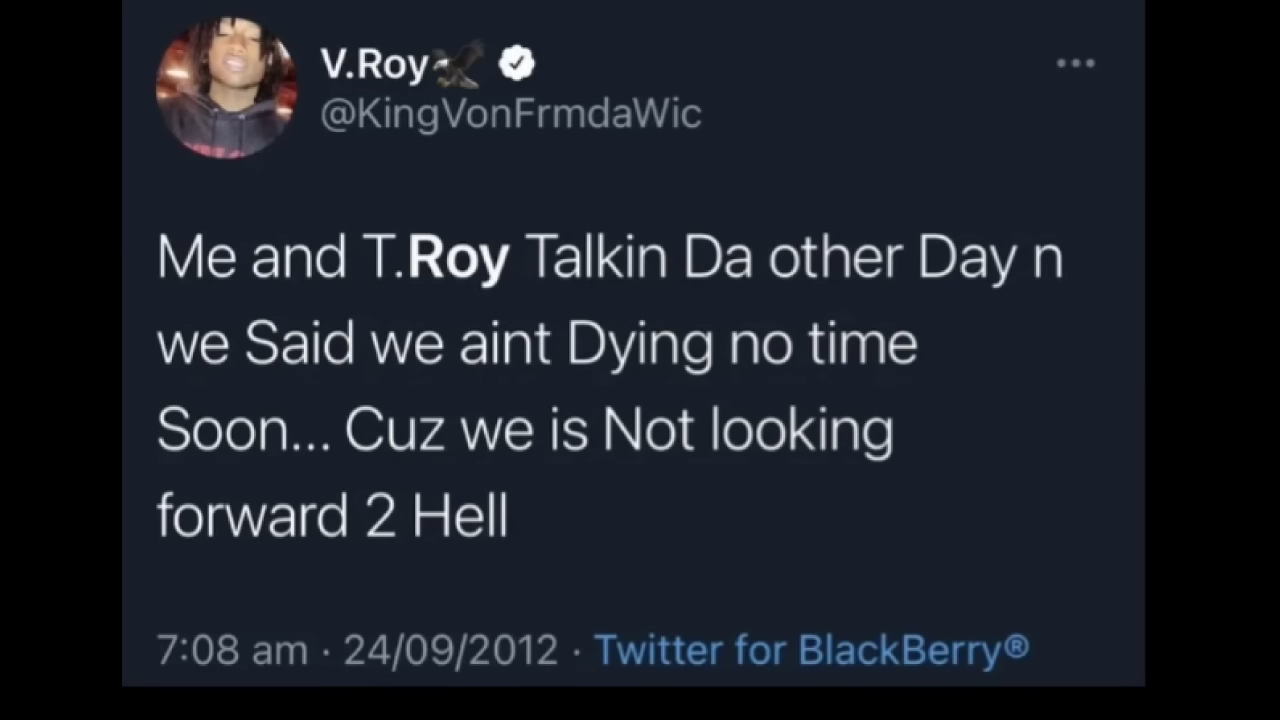 V.Roy🦅
@KingVonFrmdaWic
Me and T.Roy Talkin Da other Day n
we Said we aint Dying no time
Soon... Cuz we is Not looking
forward 2 Hell
7:08 am · 24/09/2012 · Twitter for BlackBerry®